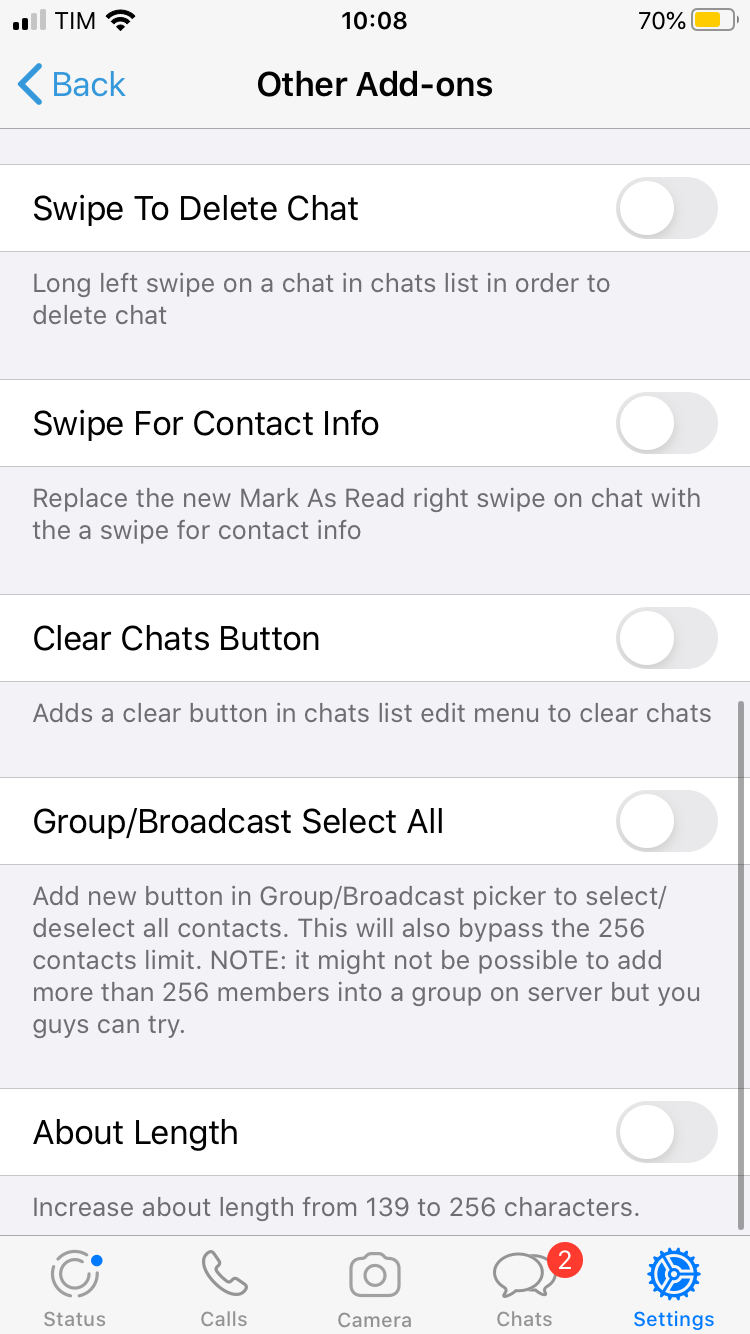 TIM 10:08 70%
Back Other Add-ons
Swipe To Delete Chat
Long left swipe on a chat in chats list in order to
delete chat
Swipe For Contact Info
Replace the new Mark As Read right swipe on chat with
the a swipe for contact info
Clear Chats Button
Adds a clear button in chats list edit menu to clear chats
Group/Broadcast Select All
Add new button in Group/Broadcast picker to select/
deselect all contacts. This will also bypass the 256
contacts limit. NOTE: it might not be possible to add
more than 256 members into a group on server but you
guys can try.
About Length
Increase about length from 139 to 256 characters.
2
Status Calls Camera Chats Settings